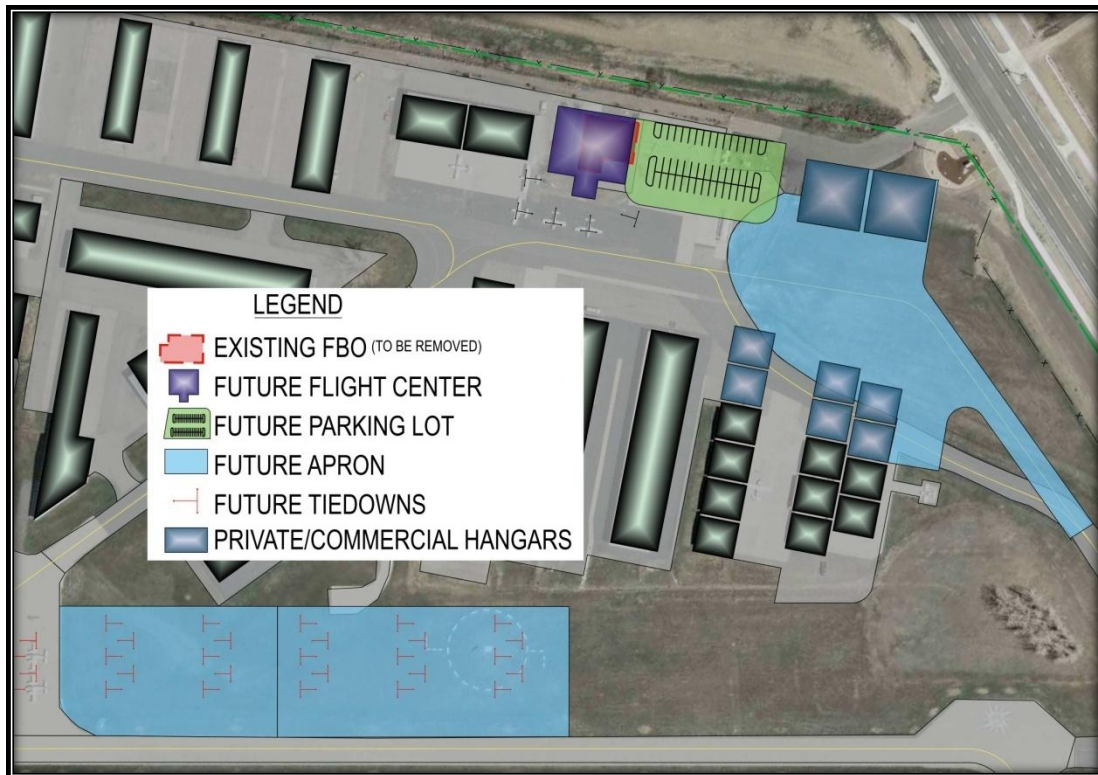 LEGEND
EXISTING FBO (TO BE REMOVED)
FUTURE FLIGHT CENTER
FUTURE PARKING LOT
FUTURE APRON
FUTURE TIEDOWNS
PRIVATE/COMMERCIAL HANGARS